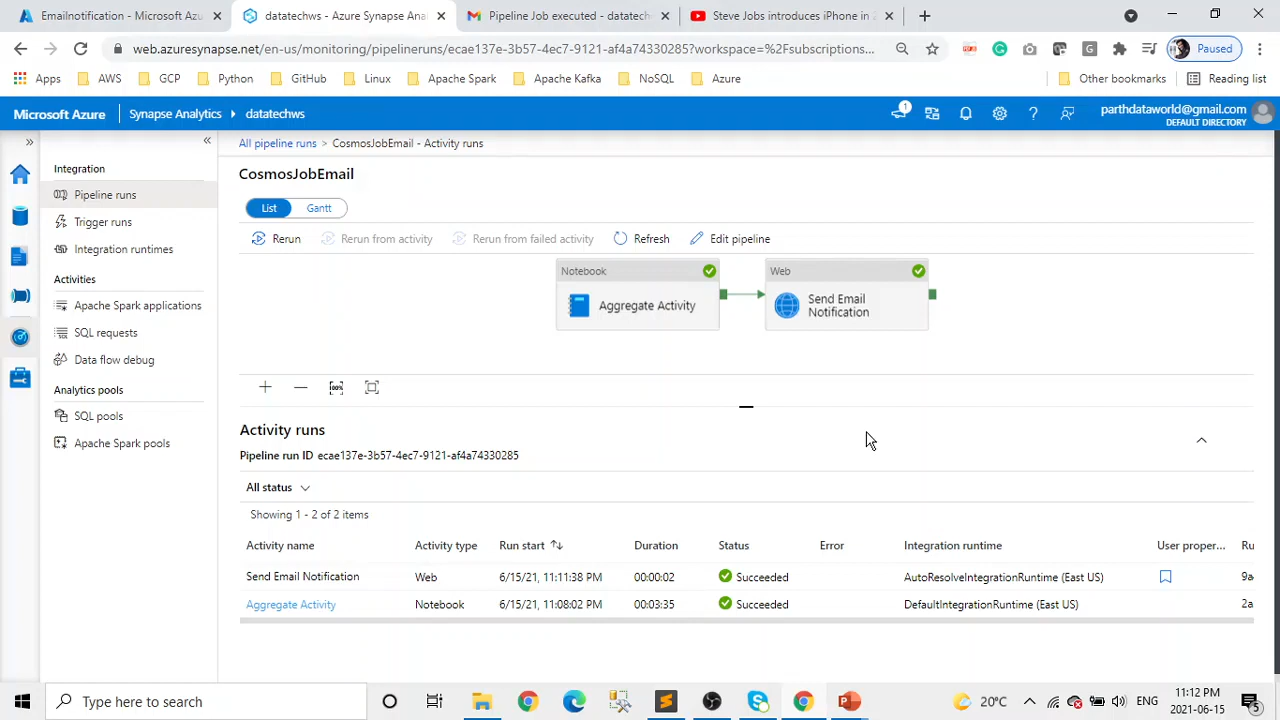 Emailnotification - Microsoft Az
datatechws - Azure Synapse Anal
Pipeline Job executed - datatech
Steve Jobs introduces iPhone in 2
web.azuresynapse.net/en-us/monitoring/pipelineruns/ecae137e-3b57-4ec7-9121-af4a74330285?workspace=%2Fsubscriptions...
Paused
Apps
AWS
GCP
Python
GitHub
Linux
Apache Spark
Apache Kafka
NoSQL
Azure
Other bookmarks
Reading list
Microsoft Azure
Synapse Analytics
datatechws
1
parthdataworld@gmail.com
DEFAULT DIRECTORY
Integration
Pipeline runs
Trigger runs
Integration runtimes
Activities
Apache Spark applications
SQL requests
Data flow debug
Analytics pools
SQL pools
Apache Spark pools
All pipeline runs > CosmosJobEmail - Activity runs
CosmosJobEmail
List
Gantt
Rerun
Rerun from activity
Rerun from failed activity
Refresh
Edit pipeline
Notebook
Aggregate Activity
Web
Send Email
Notification
Activity runs
Pipeline run ID ecae137e-3b57-4ec7-9121-af4a74330285
All status
Showing 1 - 2 of 2 items
Activity name Activity type Run start Duration Status Error Integration runtime User proper... Ru
Send Email Notification Web 6/15/21, 11:11:38 PM 00:00:02 Succeeded AutoResolveIntegrationRuntime (East US) 9a
Aggregate Activity Notebook 6/15/21, 11:08:02 PM 00:03:35 Succeeded DefaultIntegrationRuntime (East US) 2a
Type here to search
20°C
ENG
11:12 PM
2021-06-15
5